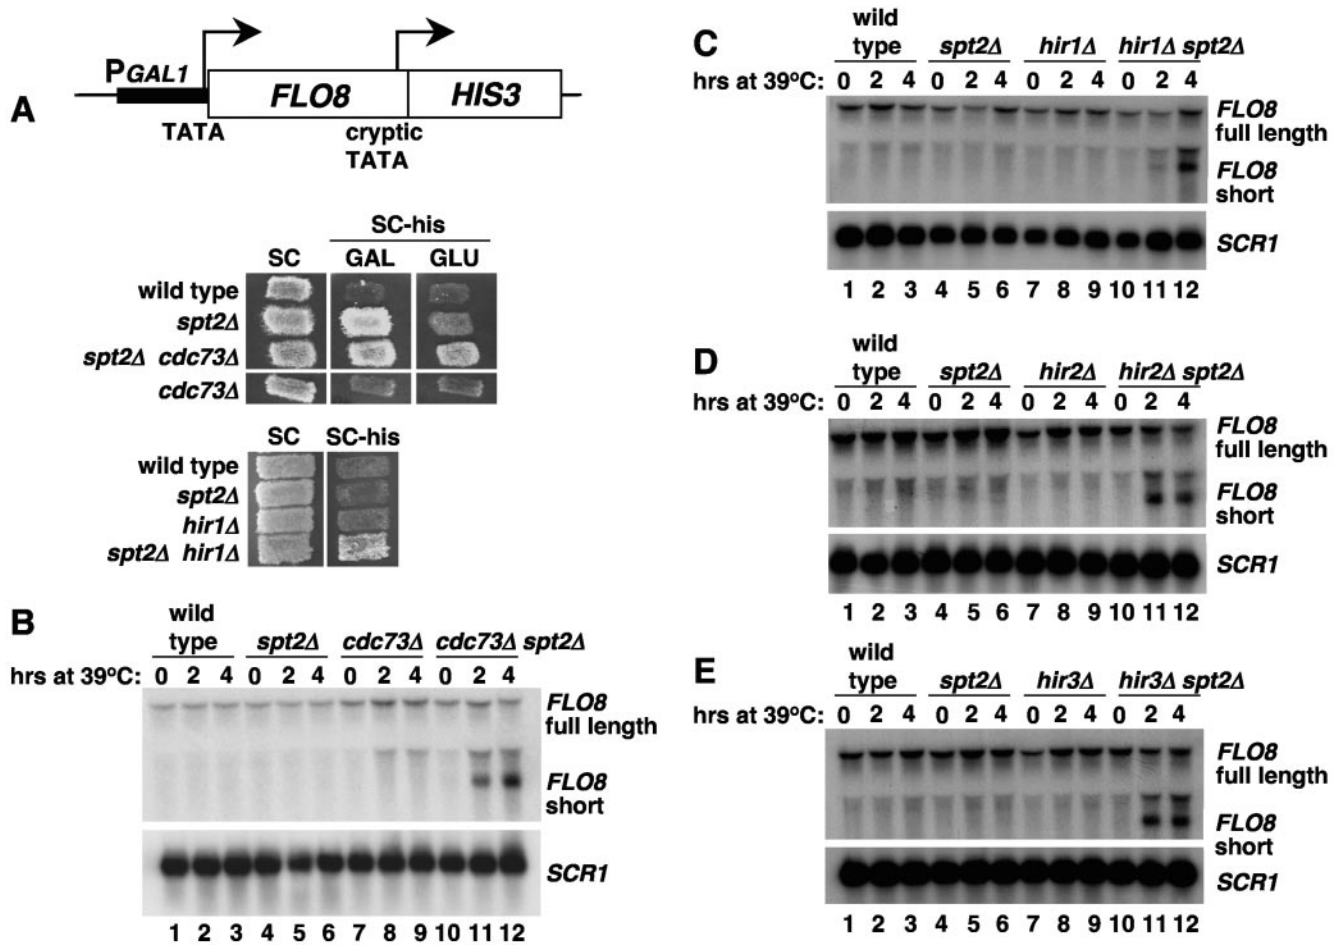 A
PGAL1
FLO8
HIS3
TATA
cryptic
TATA
SC-his
SC GAL GLU
wild type
spt2Δ
spt2Δ cdc73Δ
cdc73Δ
SC SC-his
wild type
spt2Δ
hir1Δ
spt2Δ hir1Δ
B
wild
type spt2Δ cdc73Δ cdc73Δ spt2Δ
hrs at 39ºC: 0 2 4 0 2 4 0 2 4 0 2 4
FLO8
full length
FLO8
short
SCR1
1 2 3 4 5 6 7 8 9 10 11 12
C
wild
type spt2Δ hir1Δ hir1Δ spt2Δ
hrs at 39ºC: 0 2 4 0 2 4 0 2 4 0 2 4
FLO8
full length
FLO8
short
SCR1
1 2 3 4 5 6 7 8 9 10 11 12
D
wild
type spt2Δ hir2Δ hir2Δ spt2Δ
hrs at 39ºC: 0 2 4 0 2 4 0 2 4 0 2 4
FLO8
full length
FLO8
short
SCR1
1 2 3 4 5 6 7 8 9 10 11 12
E
wild
type spt2Δ hir3Δ hir3Δ spt2Δ
hrs at 39ºC: 0 2 4 0 2 4 0 2 4 0 2 4
FLO8
full length
FLO8
short
SCR1
1 2 3 4 5 6 7 8 9 10 11 12